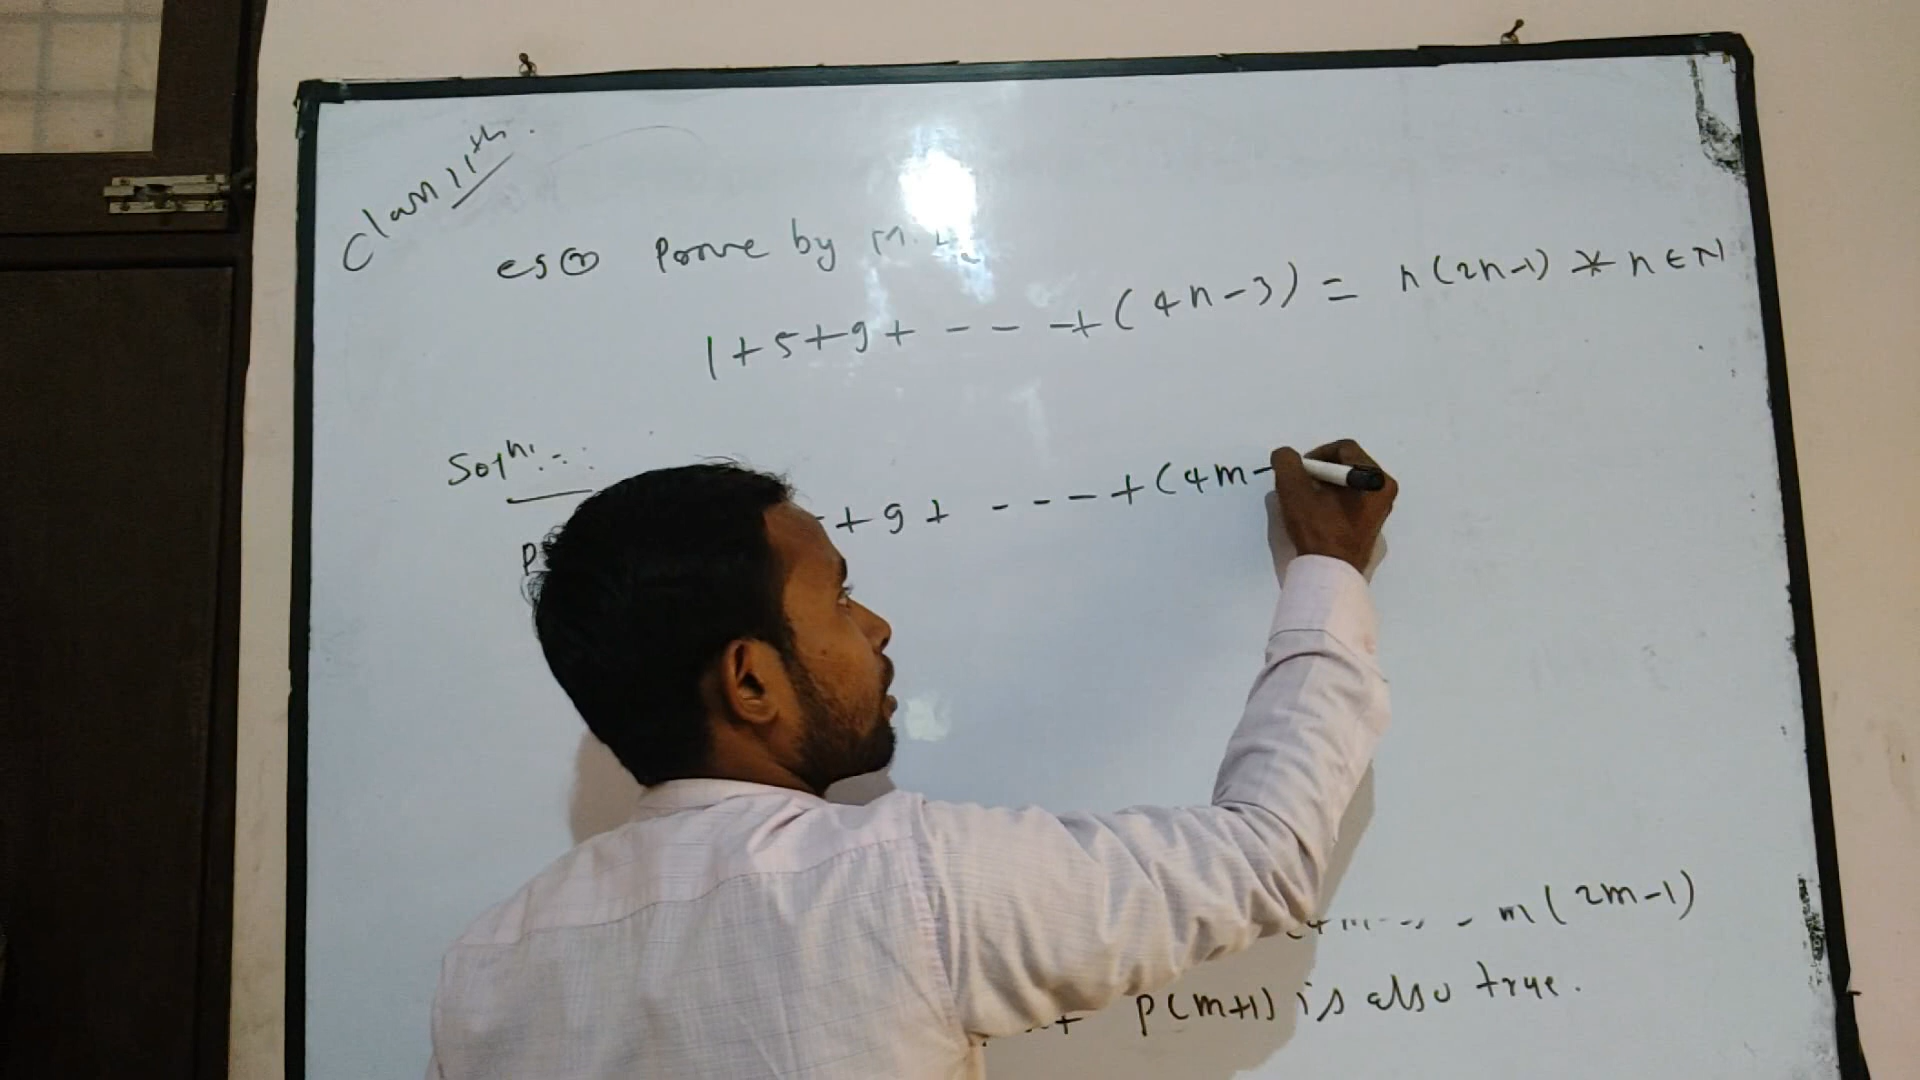 Class 11th.
Prove by M.I.
1+5+9+ - - - +(4n-3) = n(2n-1) ∀ n ∈ N
Solⁿ:-
+9+ - - - - +(4m-
m(2m-1)
P(m+1) is also true.